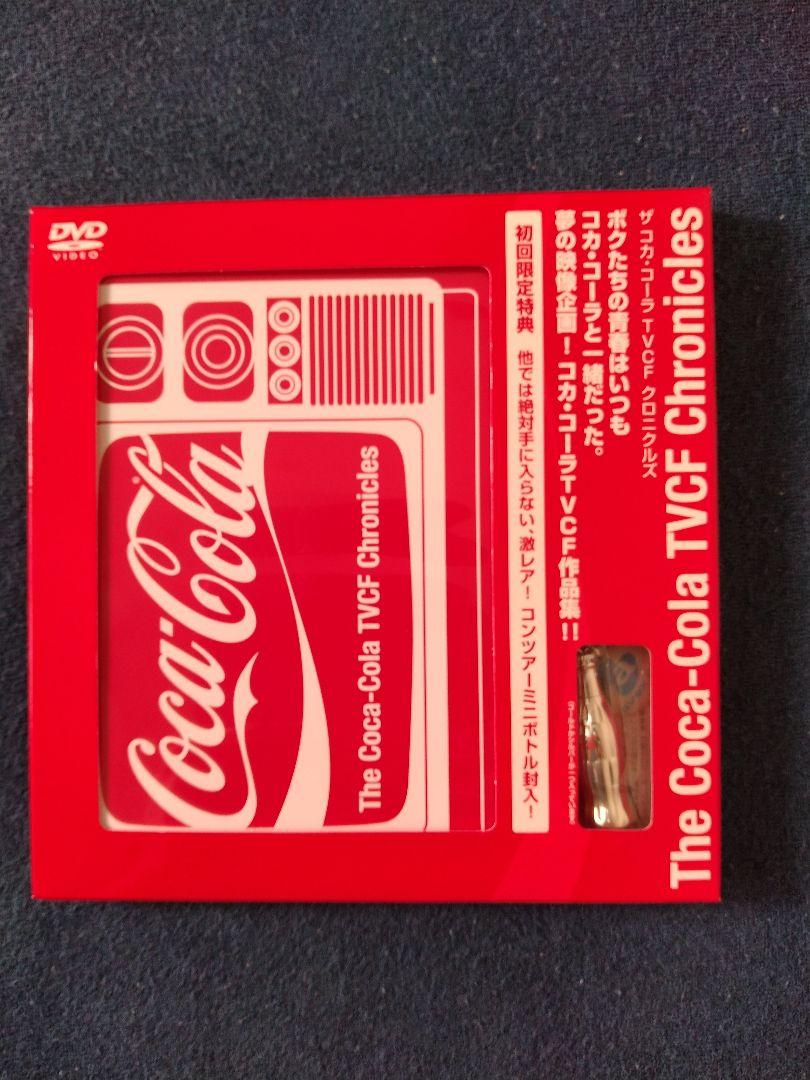 DVD
VIDEO
The Coca-Cola TVCF Chronicles
ザ コカ・コーラ TVCF クロニクルズ
ボクたちの青春はいつも
コカ・コーラと一緒だった。
夢の映像企画！コカ・コーラTVCF作品集！！
初回限定特典 他では絶対手に入らない、激レア！ コンツアーミニボトル封入！
Coca-Cola
The Coca-Cola TVCF Chronicles